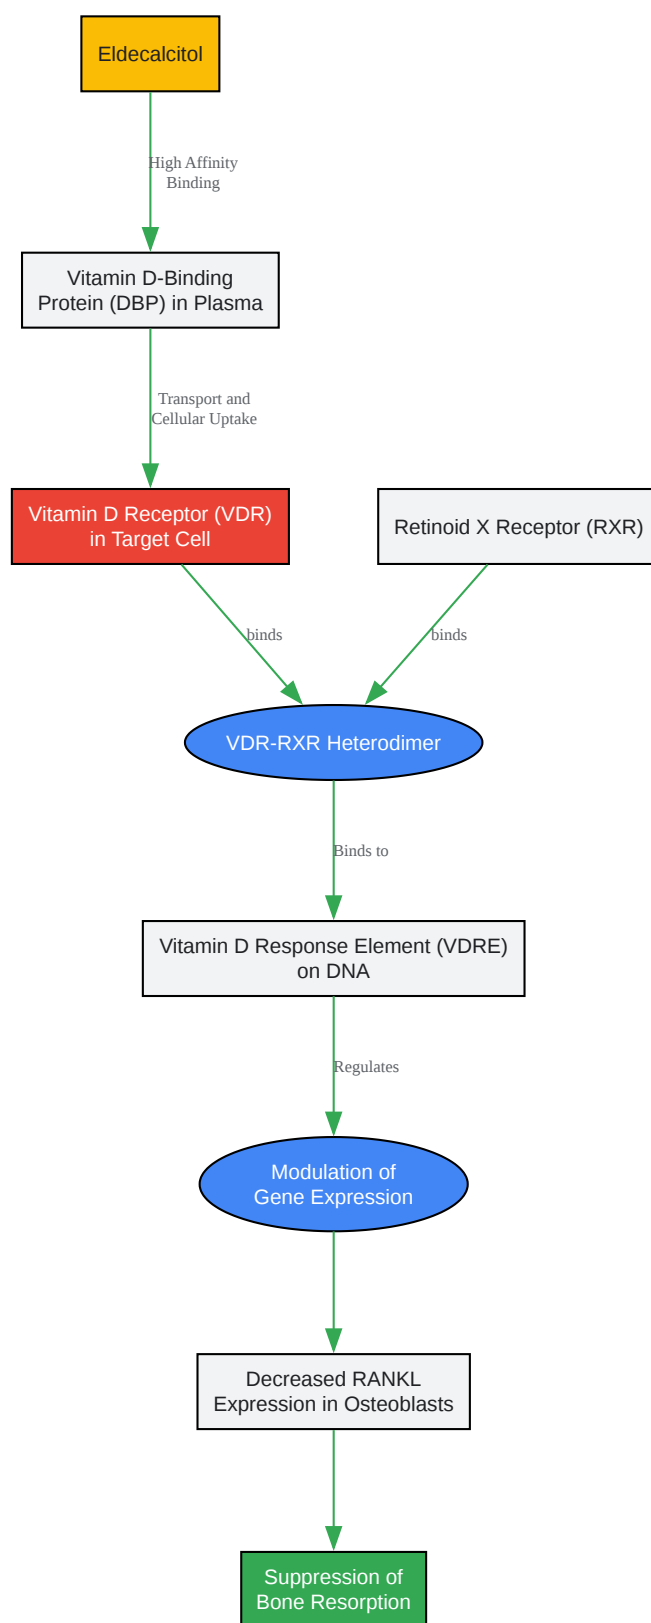 Eldecalcitol
High Affinity
Binding
Vitamin D-Binding
Protein (DBP) in Plasma
Transport and
Cellular Uptake
Vitamin D Receptor (VDR)
in Target Cell
Retinoid X Receptor (RXR)
binds
binds
VDR-RXR Heterodimer
Binds to
Vitamin D Response Element (VDRE)
on DNA
Regulates
Modulation of
Gene Expression
Decreased RANKL
Expression in Osteoblasts
Suppression of
Bone Resorption